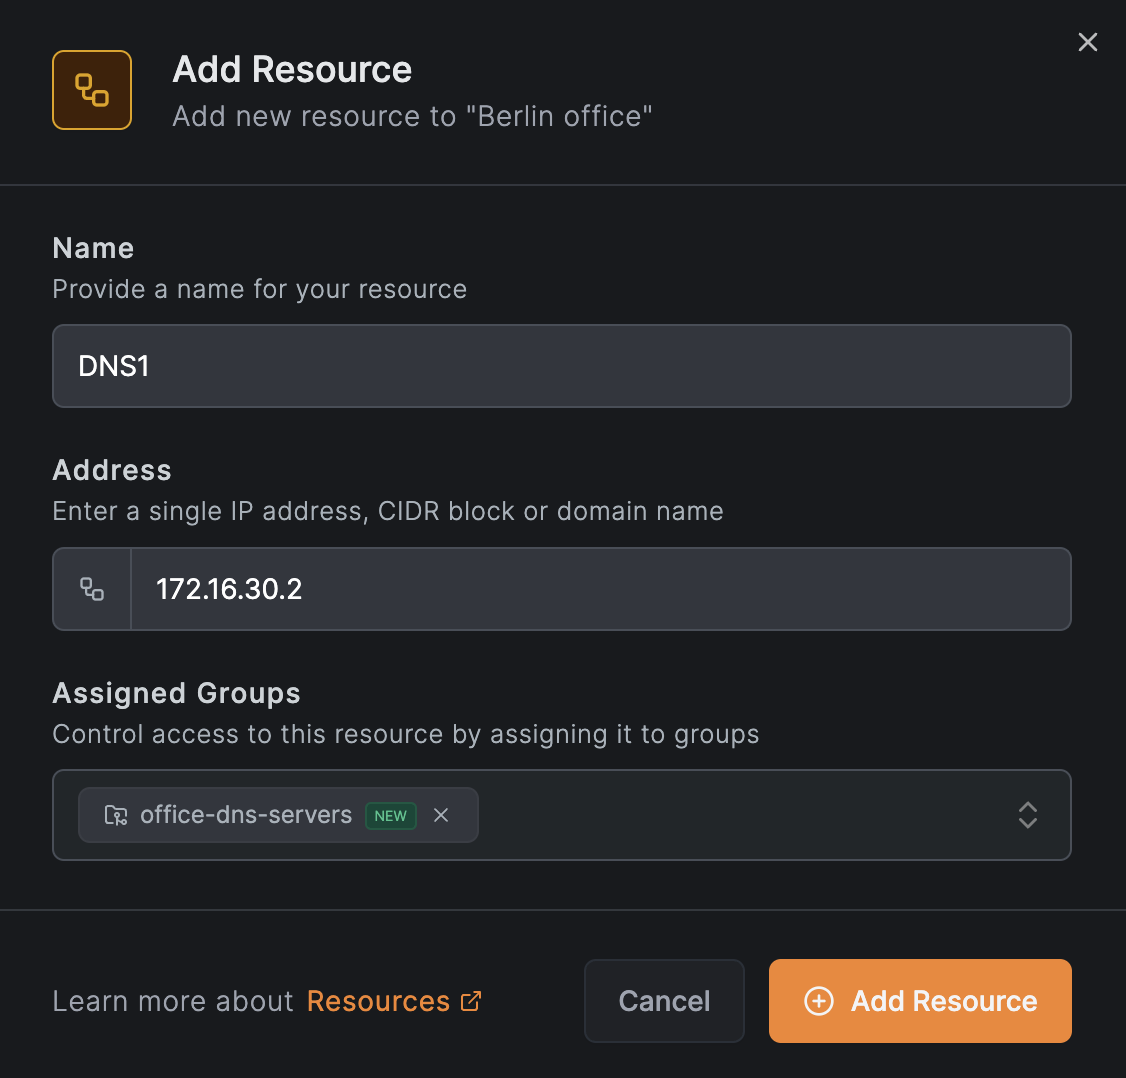 Add Resource
Add new resource to "Berlin office"
Name
Provide a name for your resource
DNS1
Address
Enter a single IP address, CIDR block or domain name
172.16.30.2
Assigned Groups
Control access to this resource by assigning it to groups
office-dns-servers NEW
Learn more about Resources
Cancel
Add Resource